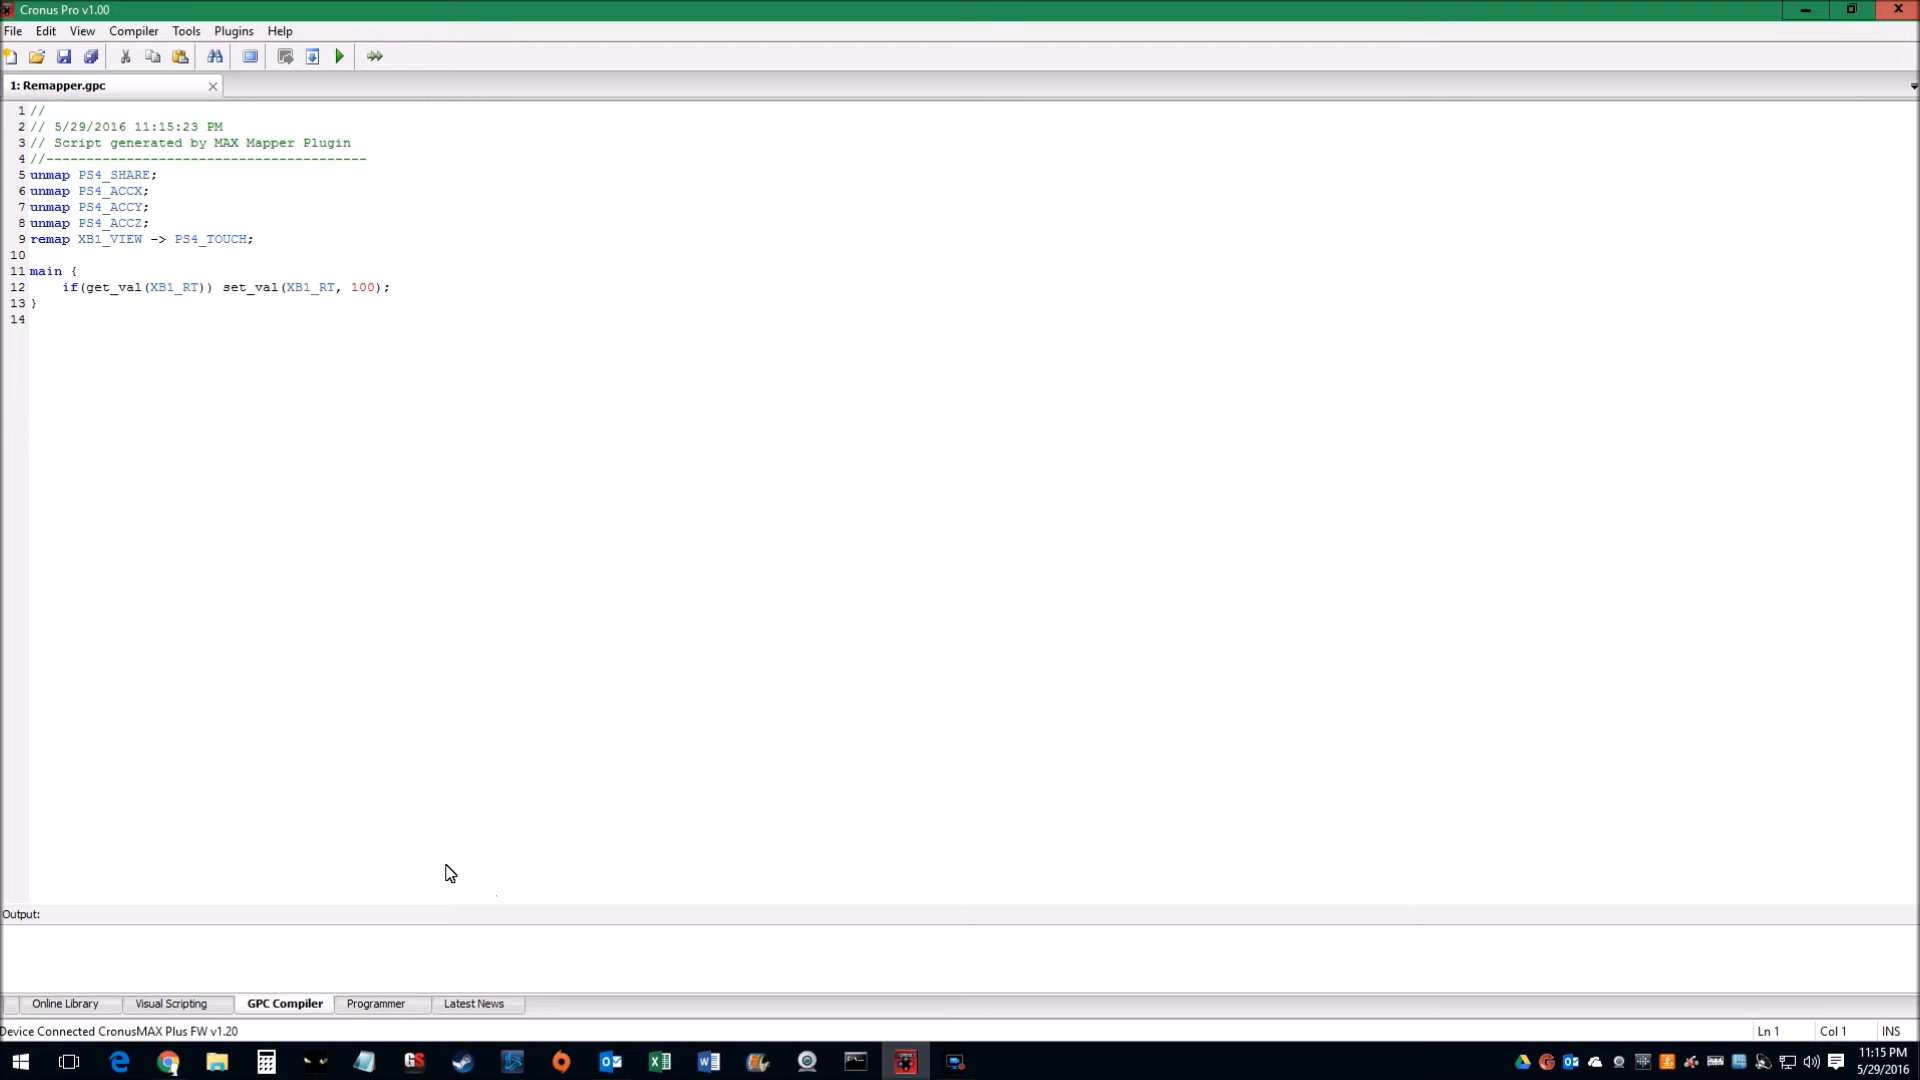 Cronus Pro v1.00
File Edit View Compiler Tools Plugins Help
1: Remapper.gpc
1 //
2 // 5/29/2016 11:15:23 PM
3 // Script generated by MAX Mapper Plugin
4 //----------------------------------------
5 unmap PS4_SHARE;
6 unmap PS4_ACCX;
7 unmap PS4_ACCY;
8 unmap PS4_ACCZ;
9 remap XB1_VIEW -> PS4_TOUCH;
10
11 main {
12 if(get_val(XB1_RT)) set_val(XB1_RT, 100);
13 }
14
Output:
Online Library Visual Scripting GPC Compiler Programmer Latest News
Device Connected CronusMAX Plus FW v1.20 Ln 1 Col 1 INS
GS
11:15 PM
5/29/2016